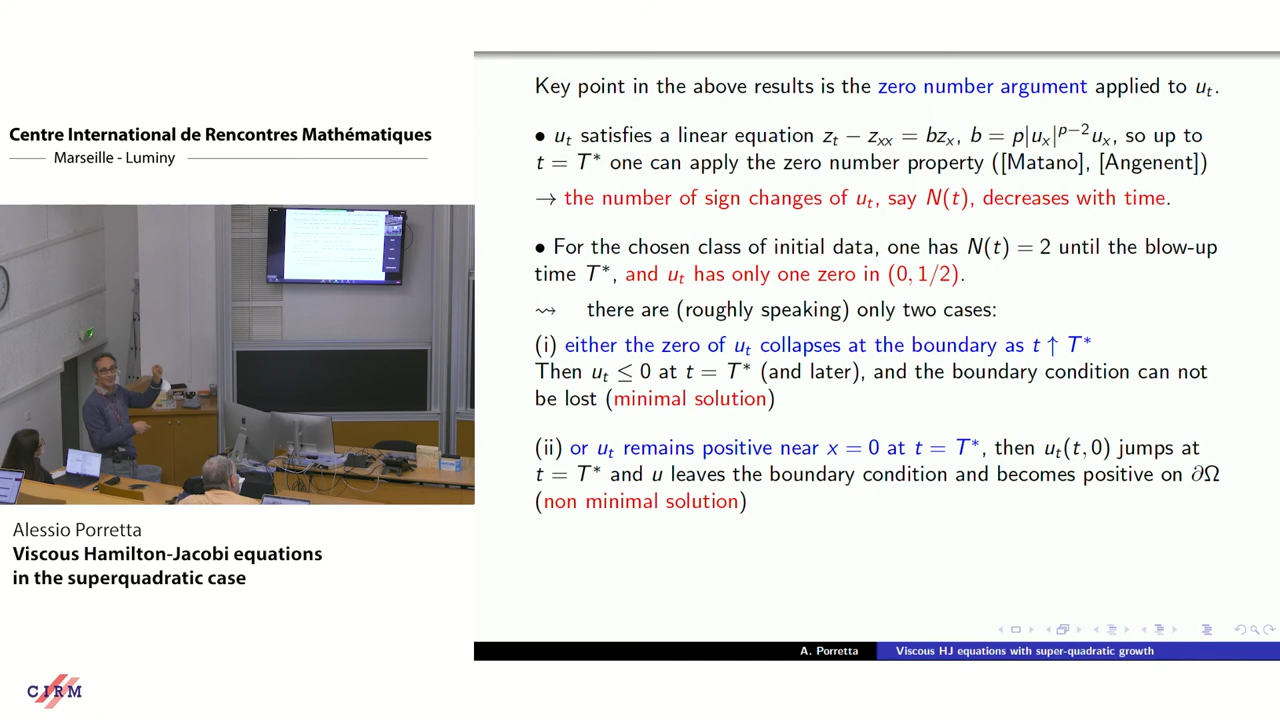 Centre International de Rencontres Mathématiques
Marseille - Luminy
Alessio Porretta
Viscous Hamilton-Jacobi equations
in the superquadratic case
CIRM
Key point in the above results is the zero number argument applied to u_t.
• u_t satisfies a linear equation z_t − z_xx = bz_x, b = p|u_x|^{p−2}u_x, so up to
t = T* one can apply the zero number property ([Matano], [Angenent])
→ the number of sign changes of u_t, say N(t), decreases with time.
• For the chosen class of initial data, one has N(t) = 2 until the blow-up
time T*, and u_t has only one zero in (0, 1/2).
⇝ there are (roughly speaking) only two cases:
(i) either the zero of u_t collapses at the boundary as t ↑ T*
Then u_t ≤ 0 at t = T* (and later), and the boundary condition can not
be lost (minimal solution)
(ii) or u_t remains positive near x = 0 at t = T*, then u_t(t, 0) jumps at
t = T* and u leaves the boundary condition and becomes positive on ∂Ω
(non minimal solution)
A. Porretta
Viscous HJ equations with super-quadratic growth